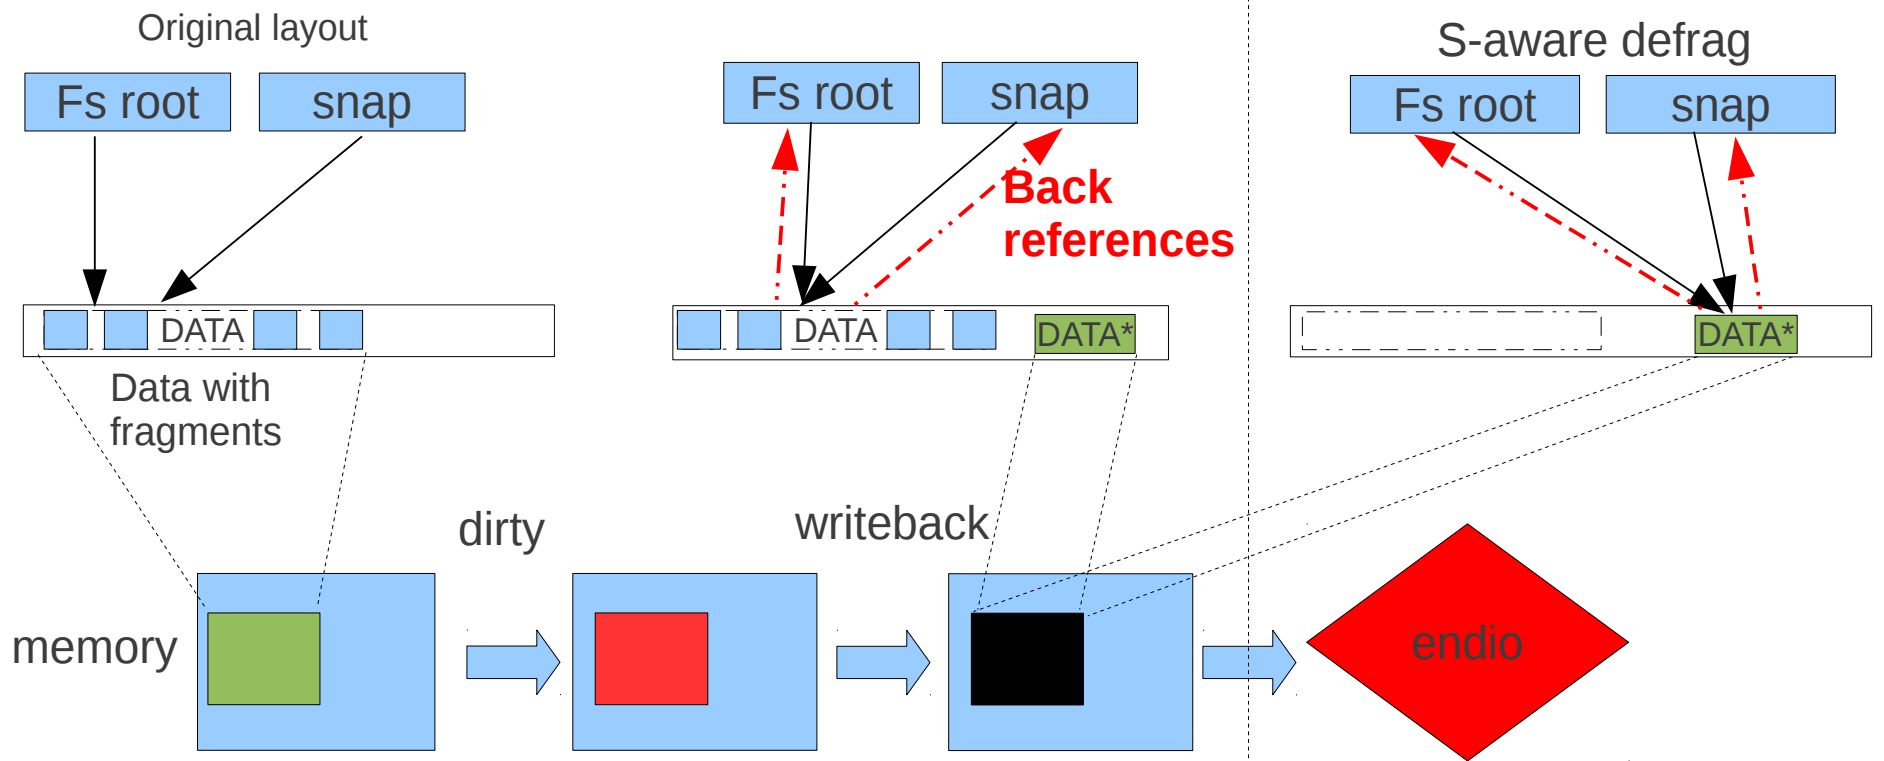 Original layout
S-aware defrag
Fs root
snap
Fs root
snap
Fs root
snap
Back
references
DATA
DATA
DATA*
DATA*
Data with
fragments
dirty
writeback
memory
endio